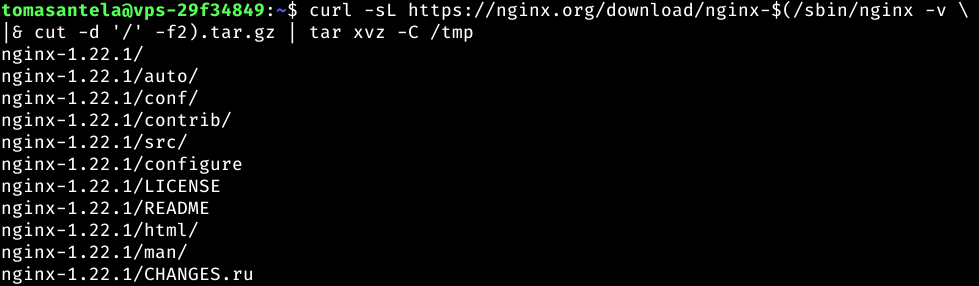 tomasantela@vps-29f34849:~$ curl -sL https://nginx.org/download/nginx-$(/sbin/nginx -v \
|& cut -d '/' -f2).tar.gz | tar xvz -C /tmp
nginx-1.22.1/
nginx-1.22.1/auto/
nginx-1.22.1/conf/
nginx-1.22.1/contrib/
nginx-1.22.1/src/
nginx-1.22.1/configure
nginx-1.22.1/LICENSE
nginx-1.22.1/README
nginx-1.22.1/html/
nginx-1.22.1/man/
nginx-1.22.1/CHANGES.ru